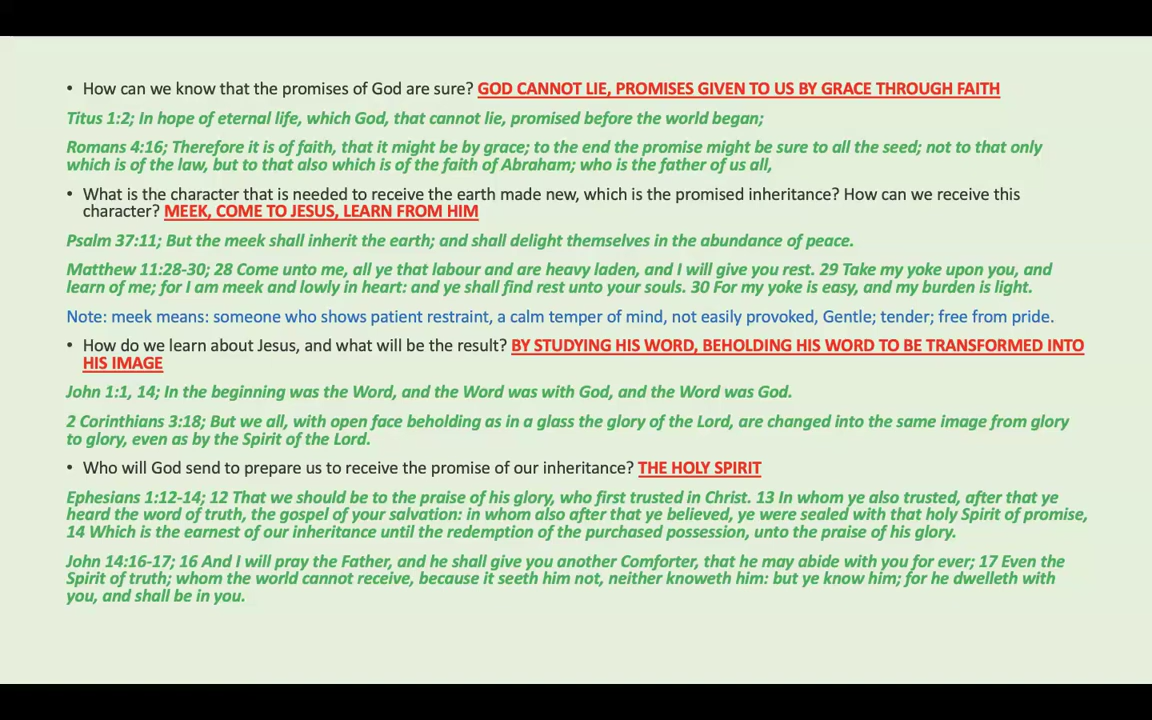 • How can we know that the promises of God are sure? GOD CANNOT LIE, PROMISES GIVEN TO US BY GRACE THROUGH FAITH
Titus 1:2; In hope of eternal life, which God, that cannot lie, promised before the world began;
Romans 4:16; Therefore it is of faith, that it might be by grace; to the end the promise might be sure to all the seed; not to that only
which is of the law, but to that also which is of the faith of Abraham; who is the father of us all,
• What is the character that is needed to receive the earth made new, which is the promised inheritance? How can we receive this
character? MEEK, COME TO JESUS, LEARN FROM HIM
Psalm 37:11; But the meek shall inherit the earth; and shall delight themselves in the abundance of peace.
Matthew 11:28-30; 28 Come unto me, all ye that labour and are heavy laden, and I will give you rest. 29 Take my yoke upon you, and
learn of me; for I am meek and lowly in heart: and ye shall find rest unto your souls. 30 For my yoke is easy, and my burden is light.
Note: meek means: someone who shows patient restraint, a calm temper of mind, not easily provoked, Gentle; tender; free from pride.
• How do we learn about Jesus, and what will be the result? BY STUDYING HIS WORD, BEHOLDING HIS WORD TO BE TRANSFORMED INTO
HIS IMAGE
John 1:1, 14; In the beginning was the Word, and the Word was with God, and the Word was God.
2 Corinthians 3:18; But we all, with open face beholding as in a glass the glory of the Lord, are changed into the same image from glory
to glory, even as by the Spirit of the Lord.
• Who will God send to prepare us to receive the promise of our inheritance? THE HOLY SPIRIT
Ephesians 1:12-14; 12 That we should be to the praise of his glory, who first trusted in Christ. 13 In whom ye also trusted, after that ye
heard the word of truth, the gospel of your salvation: in whom also after that ye believed, ye were sealed with that holy Spirit of promise,
14 Which is the earnest of our inheritance until the redemption of the purchased possession, unto the praise of his glory.
John 14:16-17; 16 And I will pray the Father, and he shall give you another Comforter, that he may abide with you for ever; 17 Even the
Spirit of truth; whom the world cannot receive, because it seeth him not, neither knoweth him: but ye know him; for he dwelleth with
you, and shall be in you.